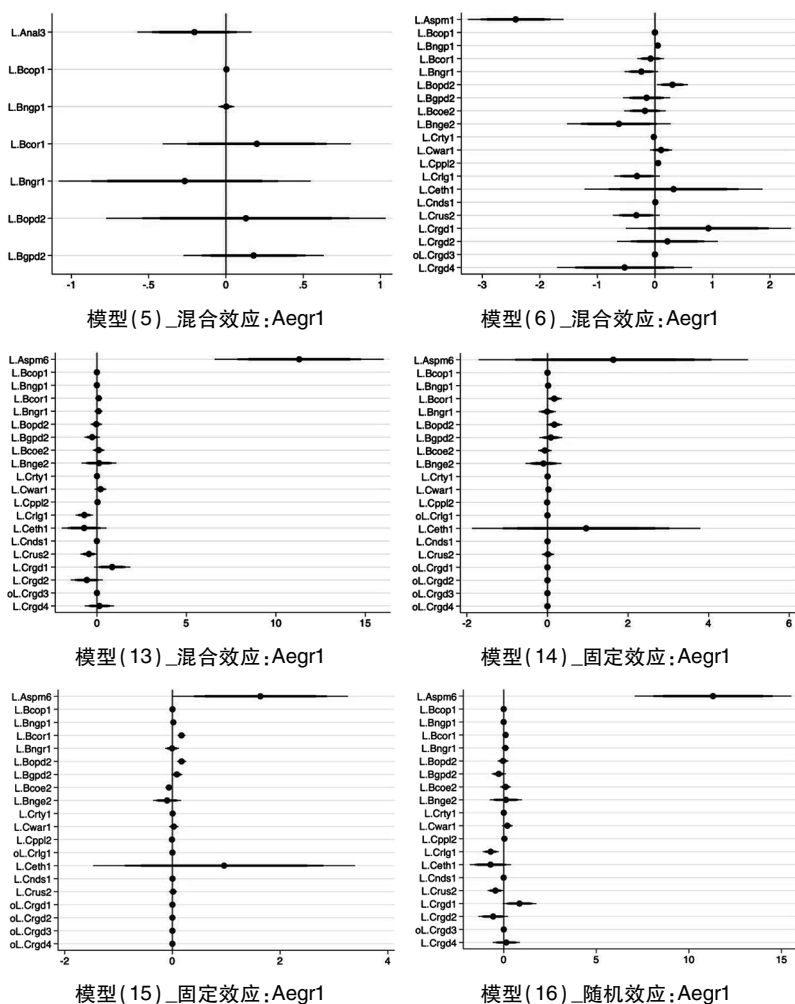 L.Anal3
L.Bcop1
L.Bngp1
L.Bcor1
L.Bngr1
L.Bopd2
L.Bgpd2
-1 -.5 0 .5 1
模型(5)_混合效应:Aegr1
L.Aspm1
L.Bcop1
L.Bngp1
L.Bcor1
L.Bngr1
L.Bopd2
L.Bgpd2
L.Bcoe2
L.Bnge2
L.Crty1
L.Cwar1
L.Cppl2
L.Crlg1
L.Ceth1
L.Cnds1
L.Crus2
L.Crgd1
L.Crgd2
oL.Crgd3
L.Crgd4
-3 -2 -1 0 1 2
模型(6)_混合效应:Aegr1
L.Aspm6
L.Bcop1
L.Bngp1
L.Bcor1
L.Bngr1
L.Bopd2
L.Bgpd2
L.Bcoe2
L.Bnge2
L.Crty1
L.Cwar1
L.Cppl2
L.Crlg1
L.Ceth1
L.Cnds1
L.Crus2
L.Crgd1
L.Crgd2
oL.Crgd3
L.Crgd4
0 5 10 15
模型(13)_混合效应:Aegr1
L.Aspm6
L.Bcop1
L.Bngp1
L.Bcor1
L.Bngr1
L.Bopd2
L.Bgpd2
L.Bcoe2
L.Bnge2
L.Crty1
L.Cwar1
L.Cppl2
oL.Crlg1
L.Ceth1
L.Cnds1
L.Crus2
oL.Crgd1
oL.Crgd2
oL.Crgd3
oL.Crgd4
-2 0 2 4 6
模型(14)_固定效应:Aegr1
L.Aspm6
L.Bcop1
L.Bngp1
L.Bcor1
L.Bngr1
L.Bopd2
L.Bgpd2
L.Bcoe2
L.Bnge2
L.Crty1
L.Cwar1
L.Cppl2
oL.Crlg1
L.Ceth1
L.Cnds1
L.Crus2
oL.Crgd1
oL.Crgd2
oL.Crgd3
oL.Crgd4
-2 0 2 4
模型(15)_固定效应:Aegr1
L.Aspm6
L.Bcop1
L.Bngp1
L.Bcor1
L.Bngr1
L.Bopd2
L.Bgpd2
L.Bcoe2
L.Bnge2
L.Crty1
L.Cwar1
L.Cppl2
L.Crlg1
L.Ceth1
L.Cnds1
L.Crus2
L.Crgd1
L.Crgd2
oL.Crgd3
L.Crgd4
0 5 10 15
模型(16)_随机效应:Aegr1